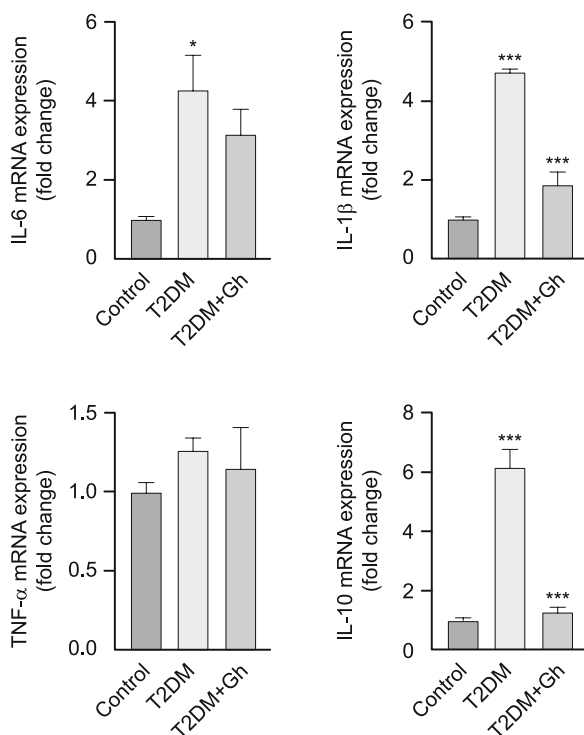 IL-6 mRNA expression
(fold change)
6
4
2
0
*
Control
T2DM
T2DM+Gh
IL-1β mRNA expression
(fold change)
6
4
2
0
***
***
Control
T2DM
T2DM+Gh
TNF-α mRNA expression
(fold change)
1.5
1.0
0.5
0.0
Control
T2DM
T2DM+Gh
IL-10 mRNA expression
(fold change)
8
6
4
2
0
***
***
Control
T2DM
T2DM+Gh